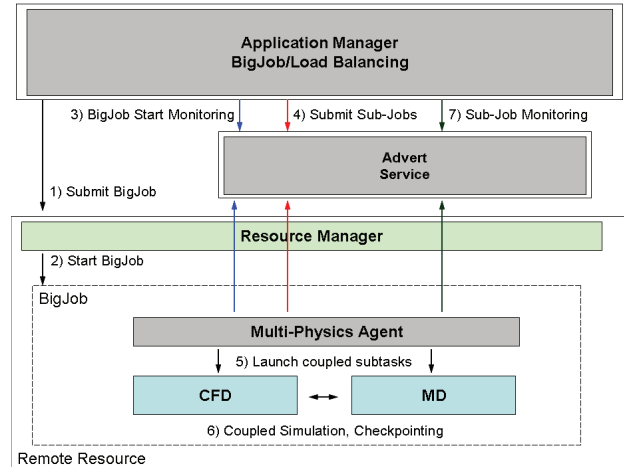 Application Manager
BigJob/Load Balancing
3) BigJob Start Monitoring
4) Submit Sub-Jobs
7) Sub-Job Monitoring
Advert
Service
1) Submit BigJob
Resource Manager
2) Start BigJob
BigJob
Multi-Physics Agent
5) Launch coupled subtasks
CFD
MD
6) Coupled Simulation, Checkpointing
Remote Resource